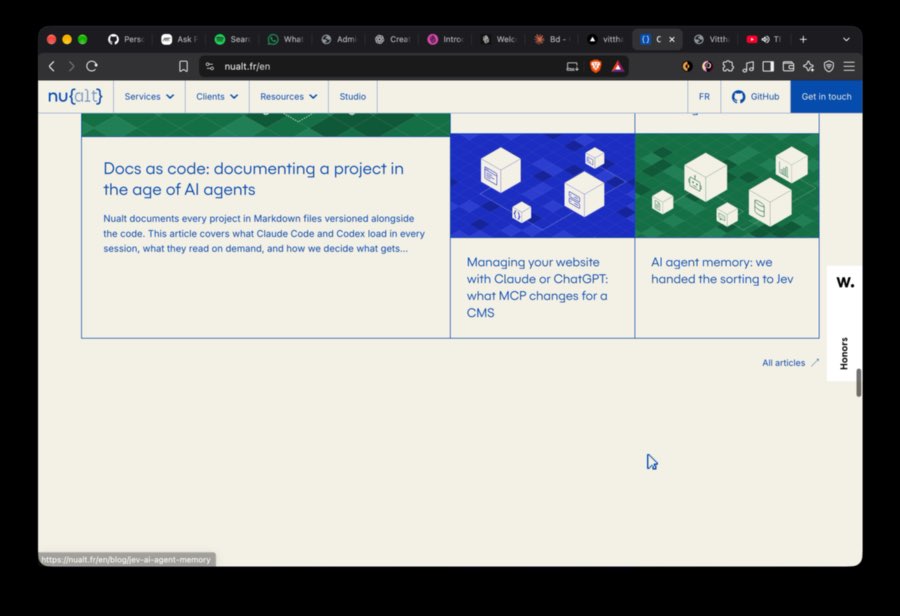 Perso
Ask
Sear
What
Admi
Creat
Intro
Welc
Bd -
vittha
C
Vitth
nualt.fr/en
nu{alt}
Services
Clients
Resources
Studio
FR
GitHub
Get in touch
Docs as code: documenting a project in
the age of AI agents
Nualt documents every project in Markdown files versioned alongside
the code. This article covers what Claude Code and Codex load in every
session, what they read on demand, and how we decide what gets...
Managing your website
with Claude or ChatGPT:
what MCP changes for a
CMS
AI agent memory: we
handed the sorting to Jev
W.
Honors
All articles
https://nualt.fr/en/blog/jev-ai-agent-memory